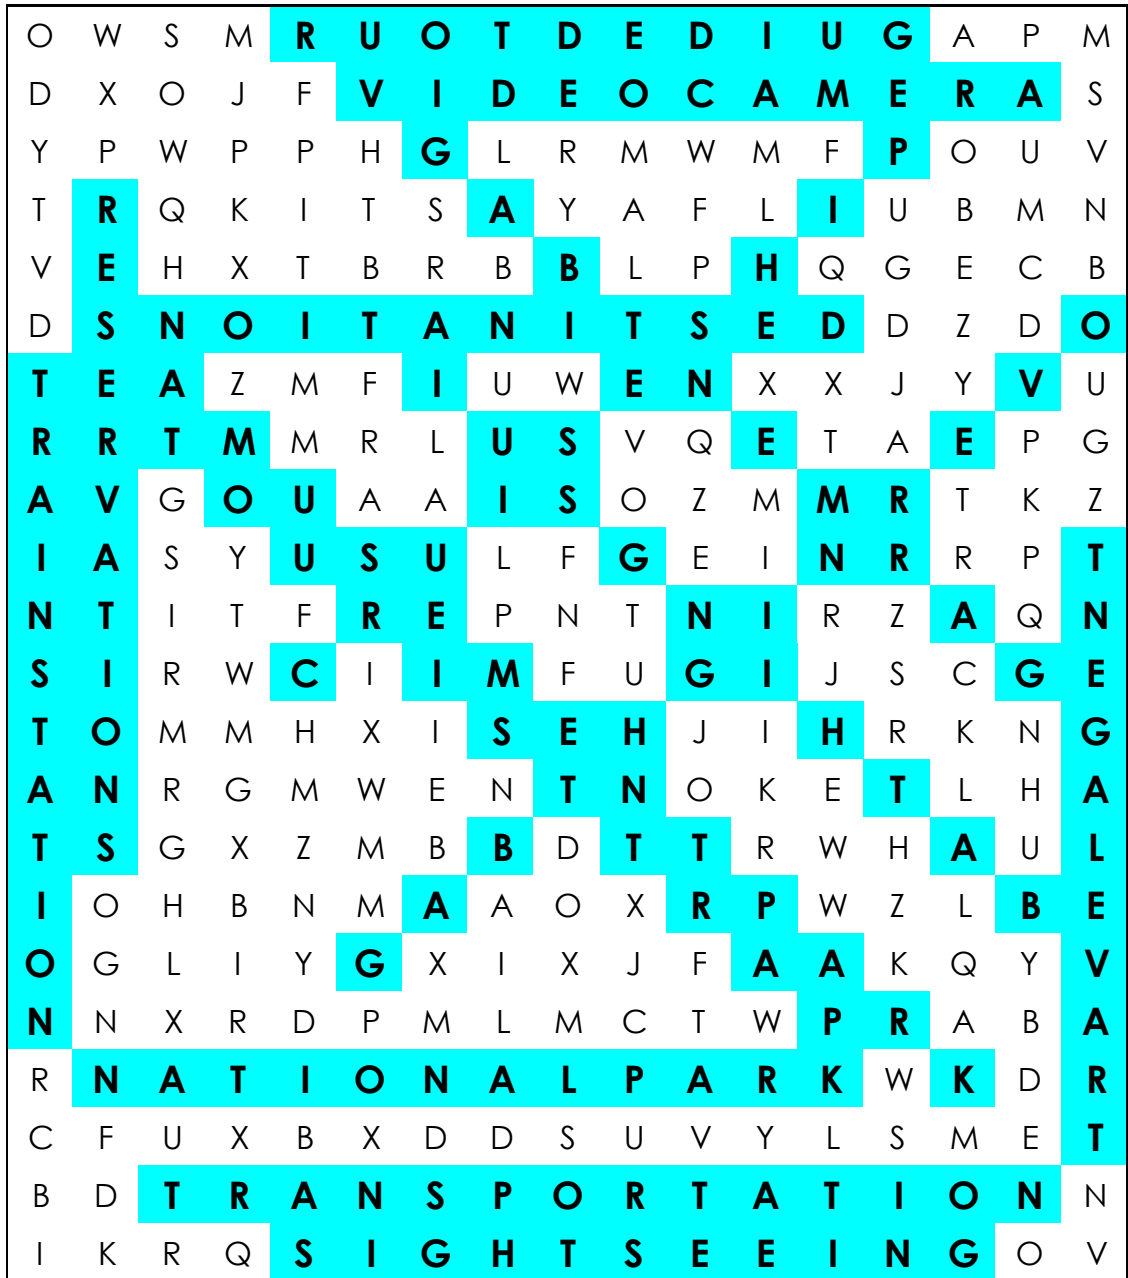 O W S M R U O T D E D I U G A P M
D X O J F V I D E O C A M E R A S
Y P W P P H G L R M W M F P O U V
T R Q K I T S A Y A F L I U B M N
V E H X T B R B B L P H Q G E C B
D S N O I T A N I T S E D D Z D O
T E A Z M F I U W E N X X J Y V U
R R T M M R L U S V Q E T A E P G
A V G O U A A I S O Z M M R T K Z
I A S Y U S U L F G E I N R R P T
N T I T F R E P N T N I R Z A Q N
S I R W C I I M F U G I J S C G E
T O M M H X I S E H J I H R K N G
A N R G M W E N T N O K E T L H A
T S G X Z M B B D T T R W H A U L
I O H B N M A A O X R P W Z L B E
O G L I Y G X I X J F A A K Q Y V
N N X R D P M L M C T W P R A B A
R N A T I O N A L P A R K W K D R
C F U X B X D D S U V Y L S M E T
B D T R A N S P O R T A T I O N N
I K R Q S I G H T S E E I N G O V